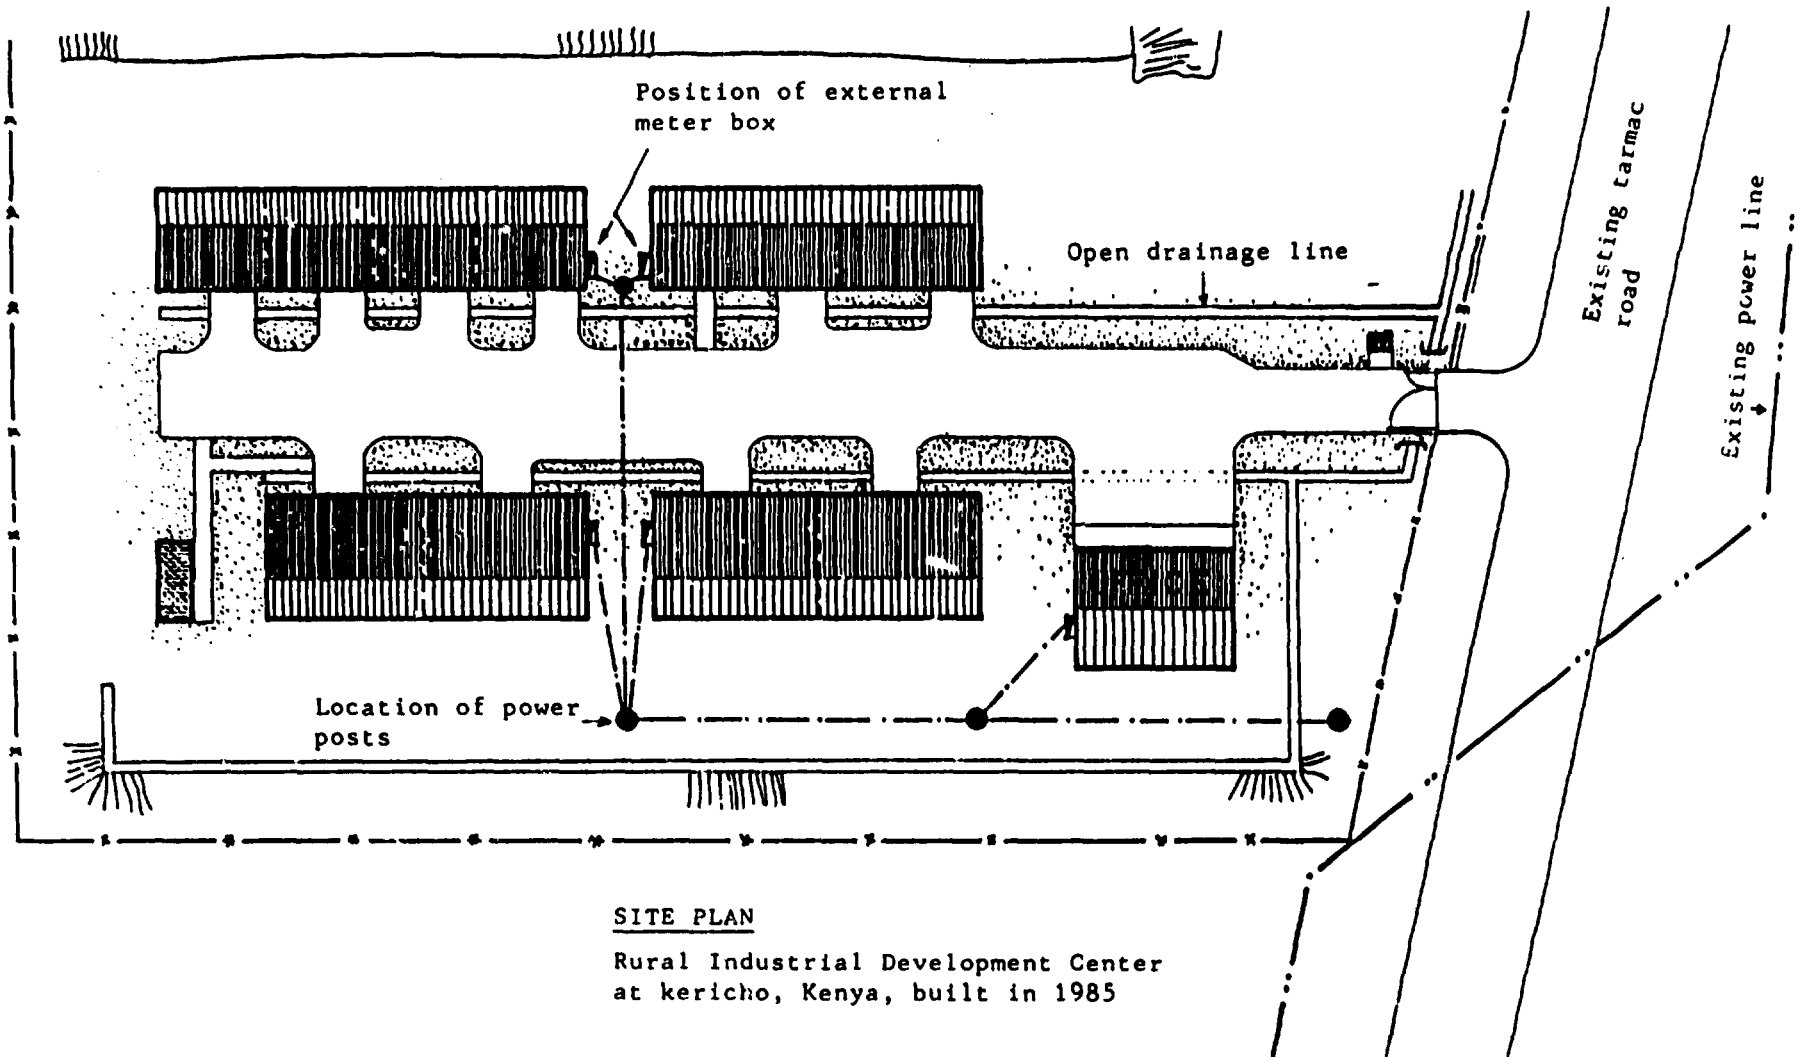 Position of external
meter box
Open drainage line
Existing tarmac
road
Existing power line
Location of power
posts
SITE PLAN
Rural Industrial Development Center
at kericho, Kenya, built in 1985